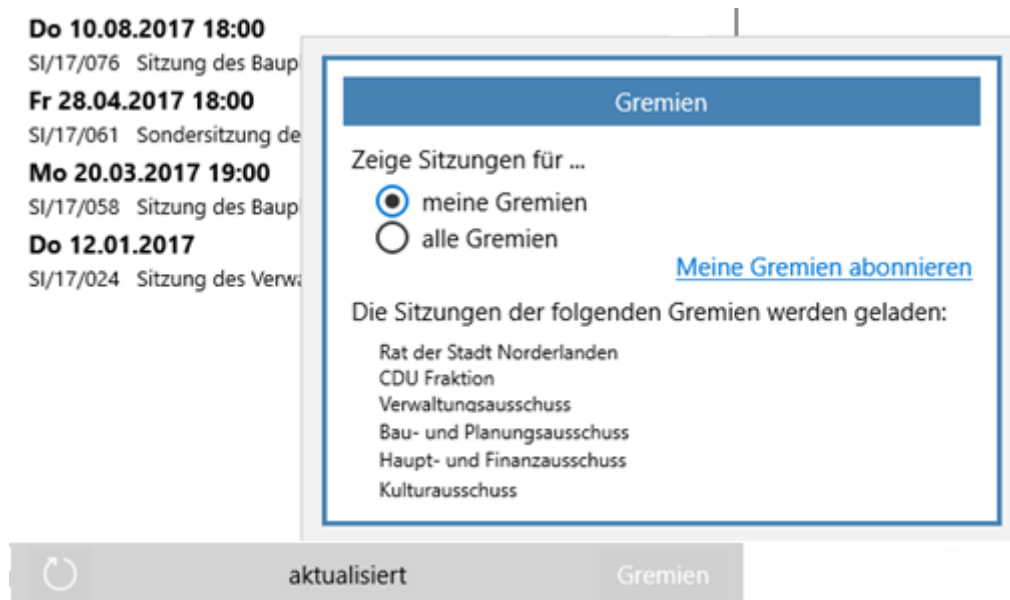 Do 10.08.2017 18:00
SI/17/076 Sitzung des Baupl
Fr 28.04.2017 18:00
SI/17/061 Sondersitzung de
Mo 20.03.2017 19:00
SI/17/058 Sitzung des Baupl
Do 12.01.2017
SI/17/024 Sitzung des Verwa
Gremien
Zeige Sitzungen für ...
meine Gremien
alle Gremien
Meine Gremien abonnieren
Die Sitzungen der folgenden Gremien werden geladen:
Rat der Stadt Norderlanden
CDU Fraktion
Verwaltungsausschuss
Bau- und Planungsausschuss
Haupt- und Finanzausschuss
Kulturausschuss
aktualisiert
Gremien